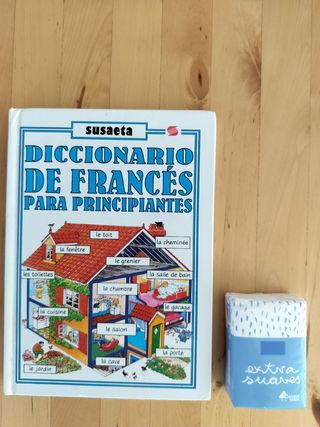 susaeta
DICCIONARIO
DE FRANCÉS
PARA PRINCIPIANTES
le toit
la cheminée
la fenêtre
le grenier
les toilettes
la salle de bain
la chambre
le garage
la cuisine
le salon
la porte
la cave
le jardin
extra
suaves